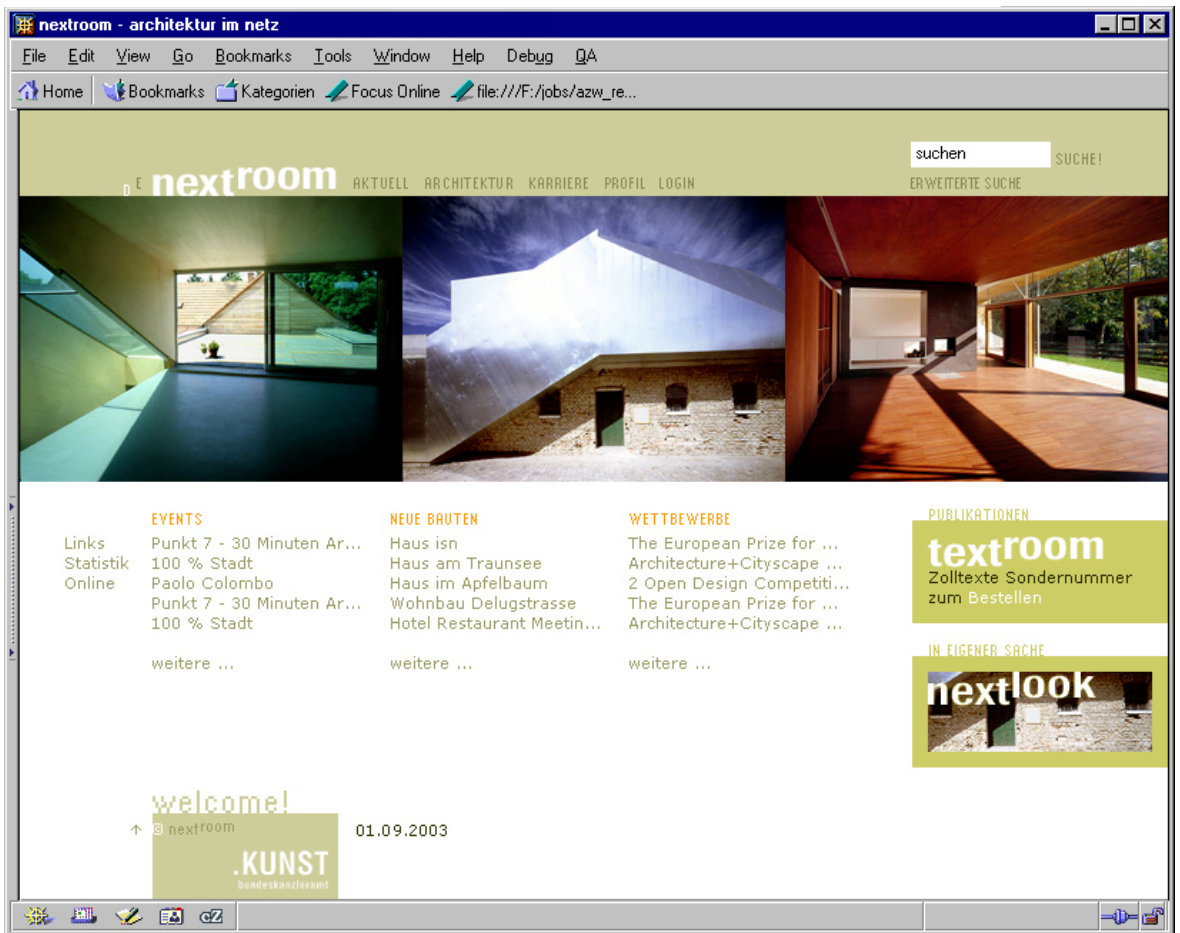 nextroom - architektur im netz
File Edit View Go Bookmarks Tools Window Help Debug QA
Home Bookmarks Kategorien Focus Online file:///F:/jobs/azw_re...
suchen SUCHE!
D E nextroom AKTUELL ARCHITEKTUR KARRIERE PROFIL LOGIN ERWEITERTE SUCHE
Links
Statistik
Online
EVENTS
Punkt 7 - 30 Minuten Ar...
100 % Stadt
Paolo Colombo
Punkt 7 - 30 Minuten Ar...
100 % Stadt
weitere ...
NEUE BAUTEN
Haus isn
Haus am Traunsee
Haus im Apfelbaum
Wohnbau Delugstrasse
Hotel Restaurant Meetin...
weitere ...
WETTBEWERBE
The European Prize for ...
Architecture+Cityscape ...
2 Open Design Competiti...
The European Prize for ...
Architecture+Cityscape ...
weitere ...
PUBLIKATIONEN
textroom
Zolltexte Sondernummer
zum Bestellen
IN EIGENER SACHE
nextlook
welcome!
© nextroom 01.09.2003
.KUNST
bundeskanzleramt
cZ